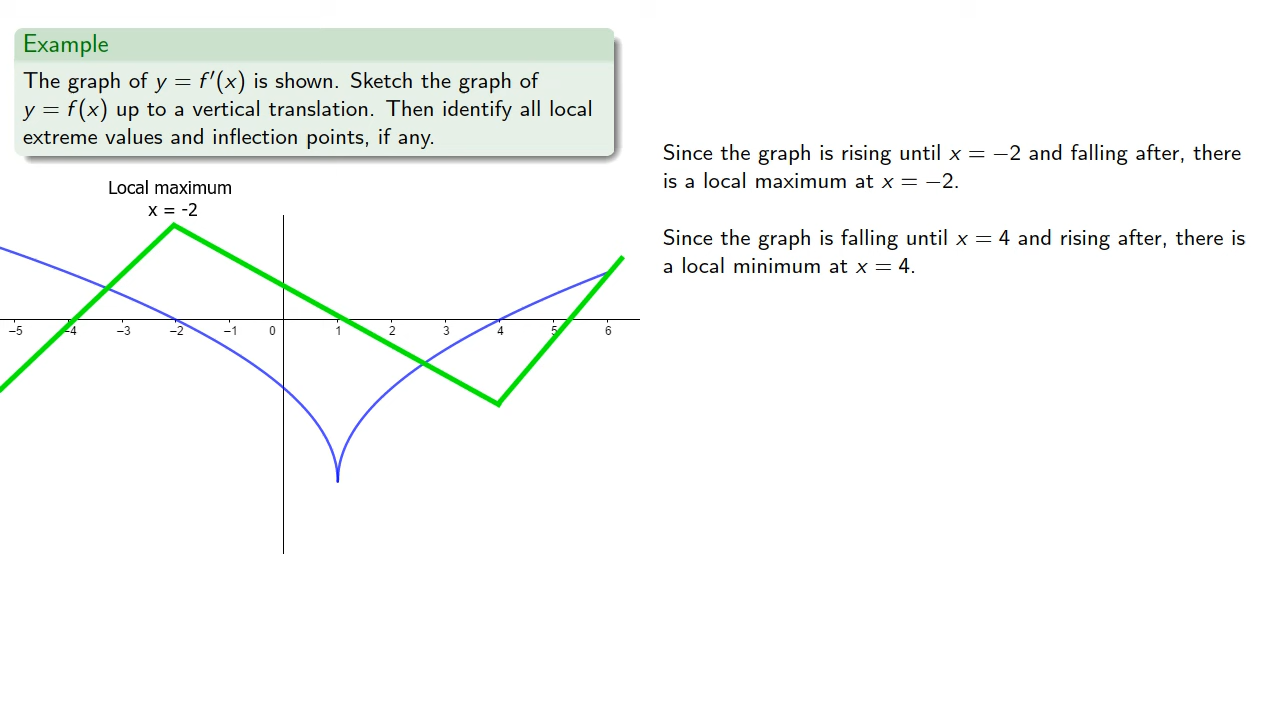 Example
The graph of y = f′(x) is shown. Sketch the graph of
y = f(x) up to a vertical translation. Then identify all local
extreme values and inflection points, if any.
Since the graph is rising until x = −2 and falling after, there
is a local maximum at x = −2.
Since the graph is falling until x = 4 and rising after, there is
a local minimum at x = 4.
Local maximum
x = -2
−5 −4 −3 −2 −1 0 1 2 3 4 5 6